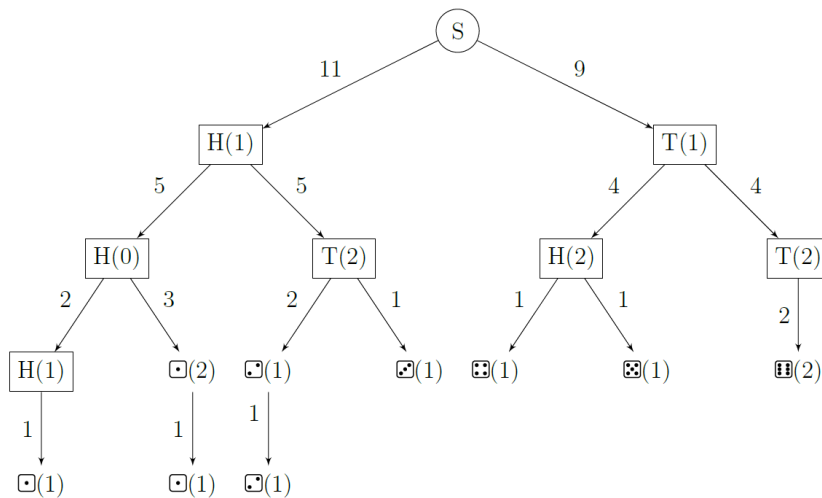 S
11 9
H(1) T(1)
5 5 4 4
H(0) T(2) H(2) T(2)
2 3 2 1 1 1 2
H(1) ⚀(2) ⚁(1) ⚂(1) ⚃(1) ⚄(1) ⚅(2)
1 1 1
⚀(1) ⚀(1) ⚁(1)